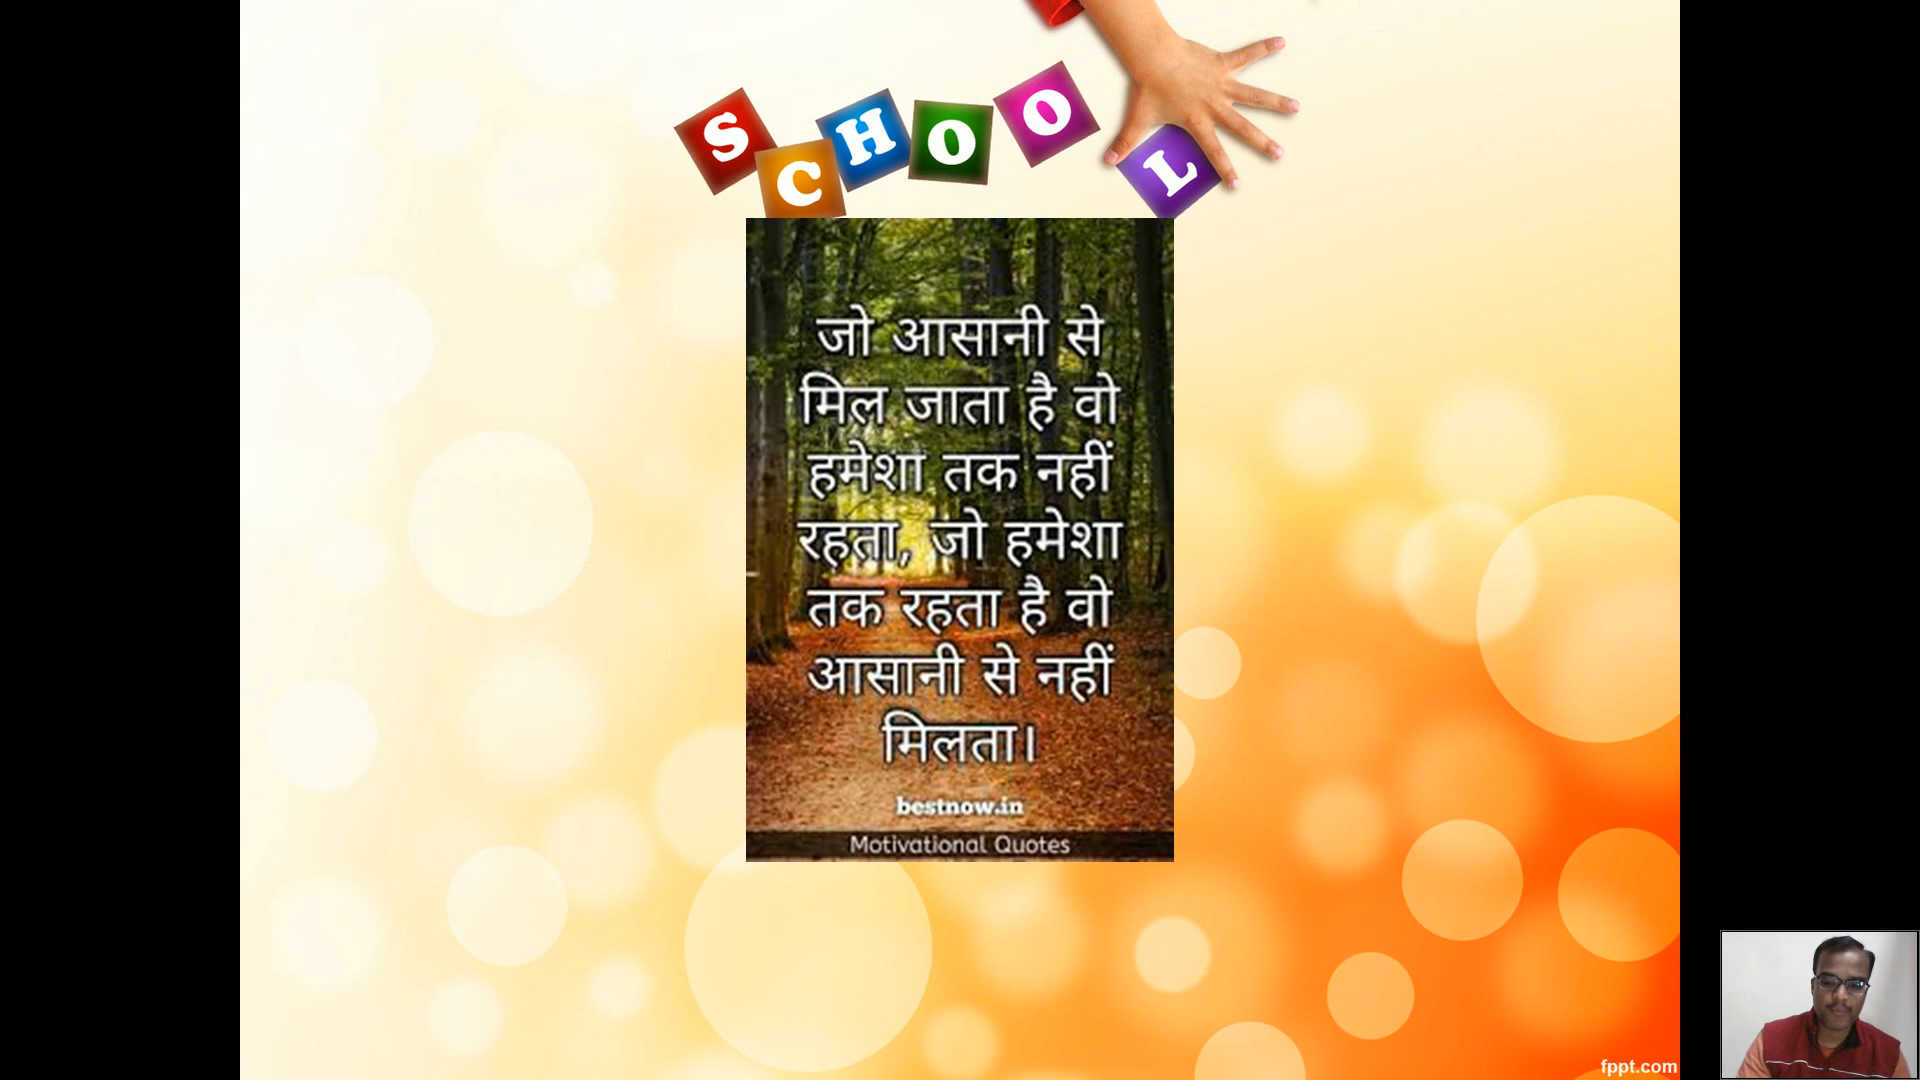 SCHOOL
जो आसानी से
मिल जाता है वो
हमेशा तक नहीं
रहता, जो हमेशा
तक रहता है वो
आसानी से नहीं
मिलता।
bestnow.in
Motivational Quotes
fppt.com